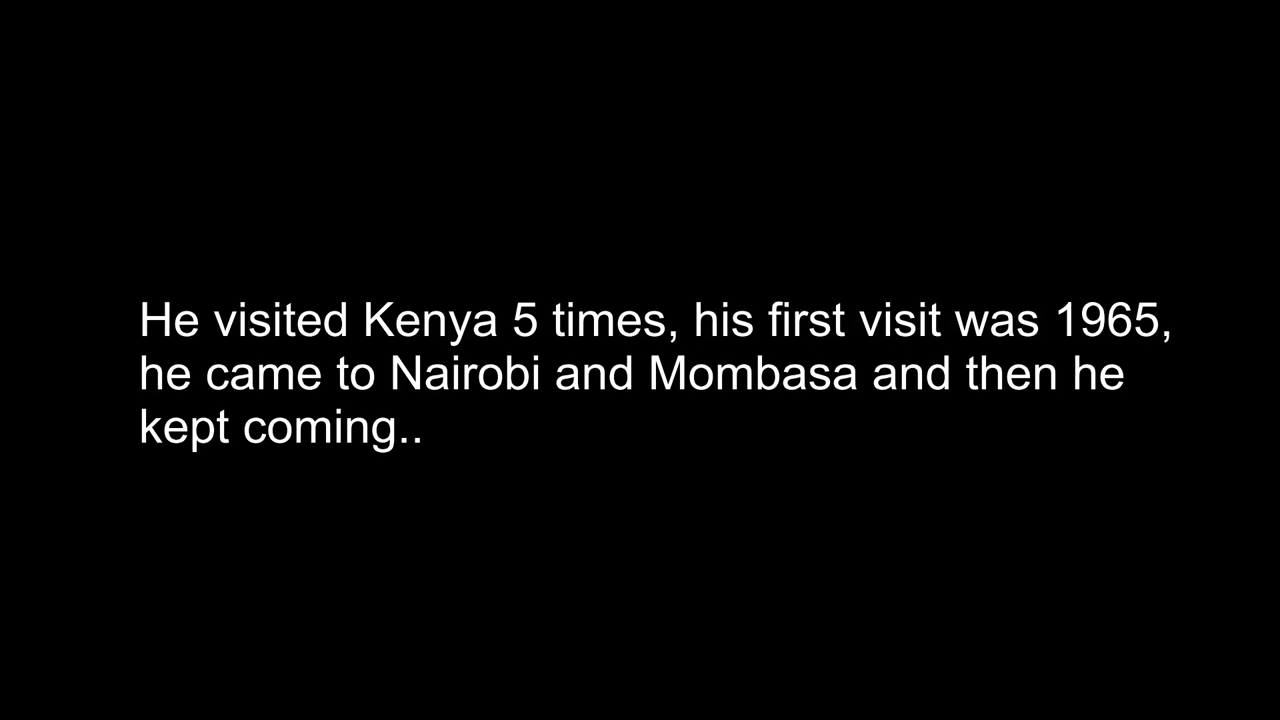 He visited Kenya 5 times, his first visit was 1965,
he came to Nairobi and Mombasa and then he
kept coming..